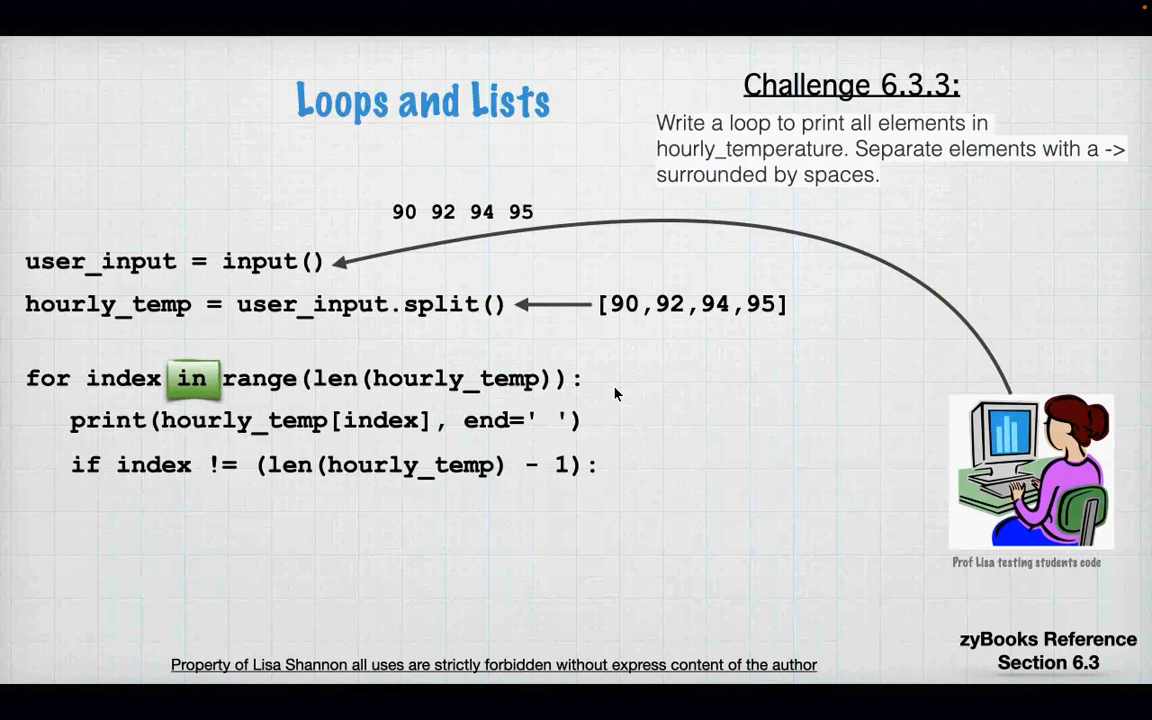 Loops and Lists
Challenge 6.3.3:
Write a loop to print all elements in
hourly_temperature. Separate elements with a ->
surrounded by spaces.
90 92 94 95
user_input = input()
hourly_temp = user_input.split()
[90,92,94,95]
for index in range(len(hourly_temp)):
print(hourly_temp[index], end=' ')
if index != (len(hourly_temp) - 1):
Prof Lisa testing students code
zyBooks Reference
Section 6.3
Property of Lisa Shannon all uses are strictly forbidden without express content of the author